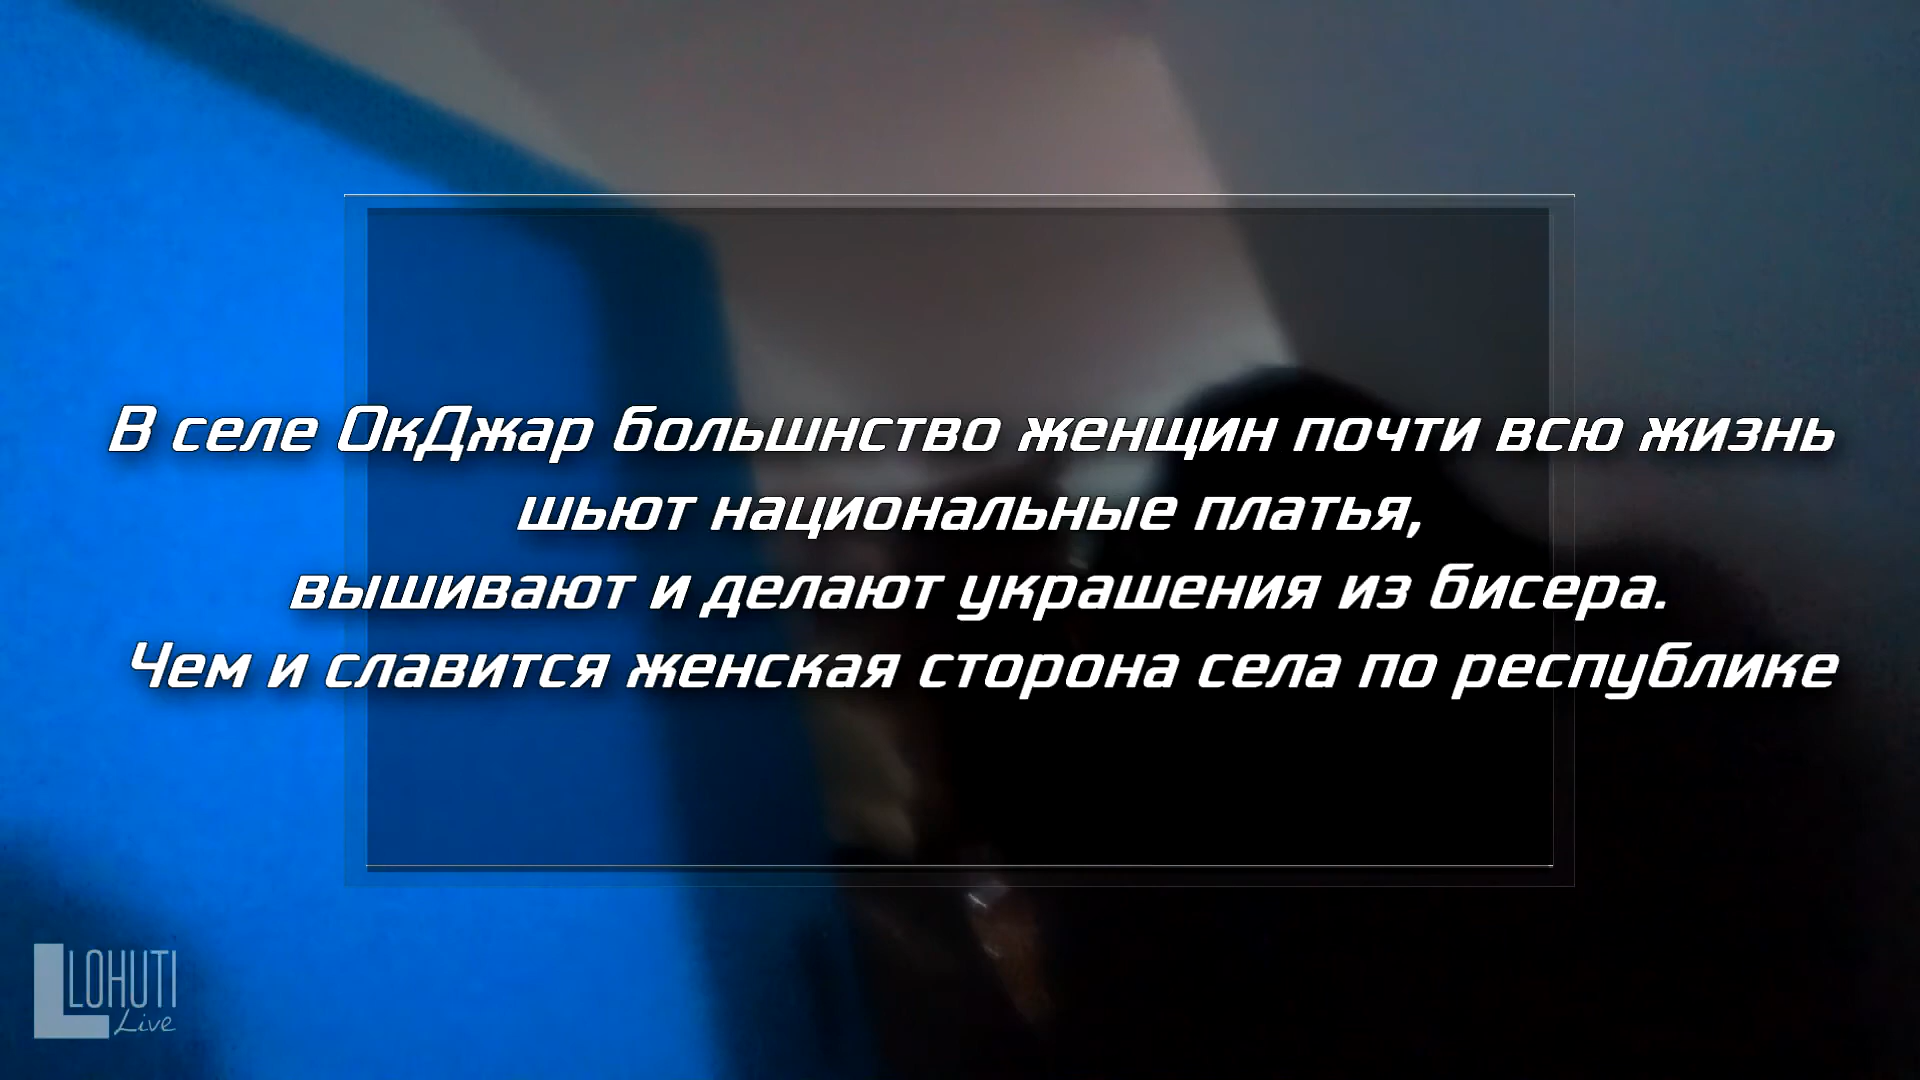 В селе ОкДжар большнство женщин почти всю жизнь
шьют национальные платья,
вышивают и делают украшения из бисера.
Чем и славится женская сторона села по республике
LOHUTI
Live